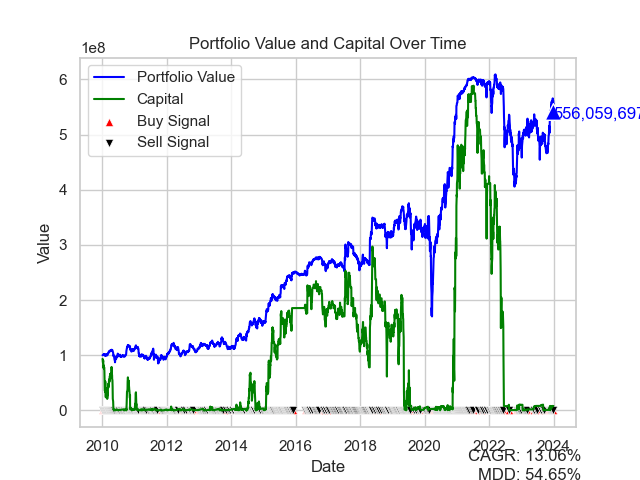 Portfolio Value and Capital Over Time
1e8
Portfolio Value
Capital
Buy Signal
Sell Signal
6
5
4
3
2
1
0
Value
556,059,697
2010 2012 2014 2016 2018 2020 2022 2024
Date
CAGR: 13.06%
MDD: 54.65%